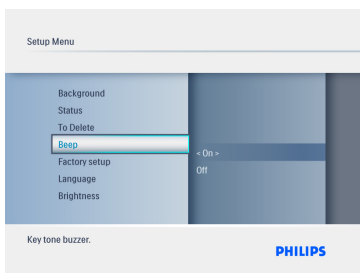 Setup Menu
Background
Status
To Delete
Beep
Factory setup
Language
Brightness
< On >
Off
Key tone buzzer.
PHILIPS